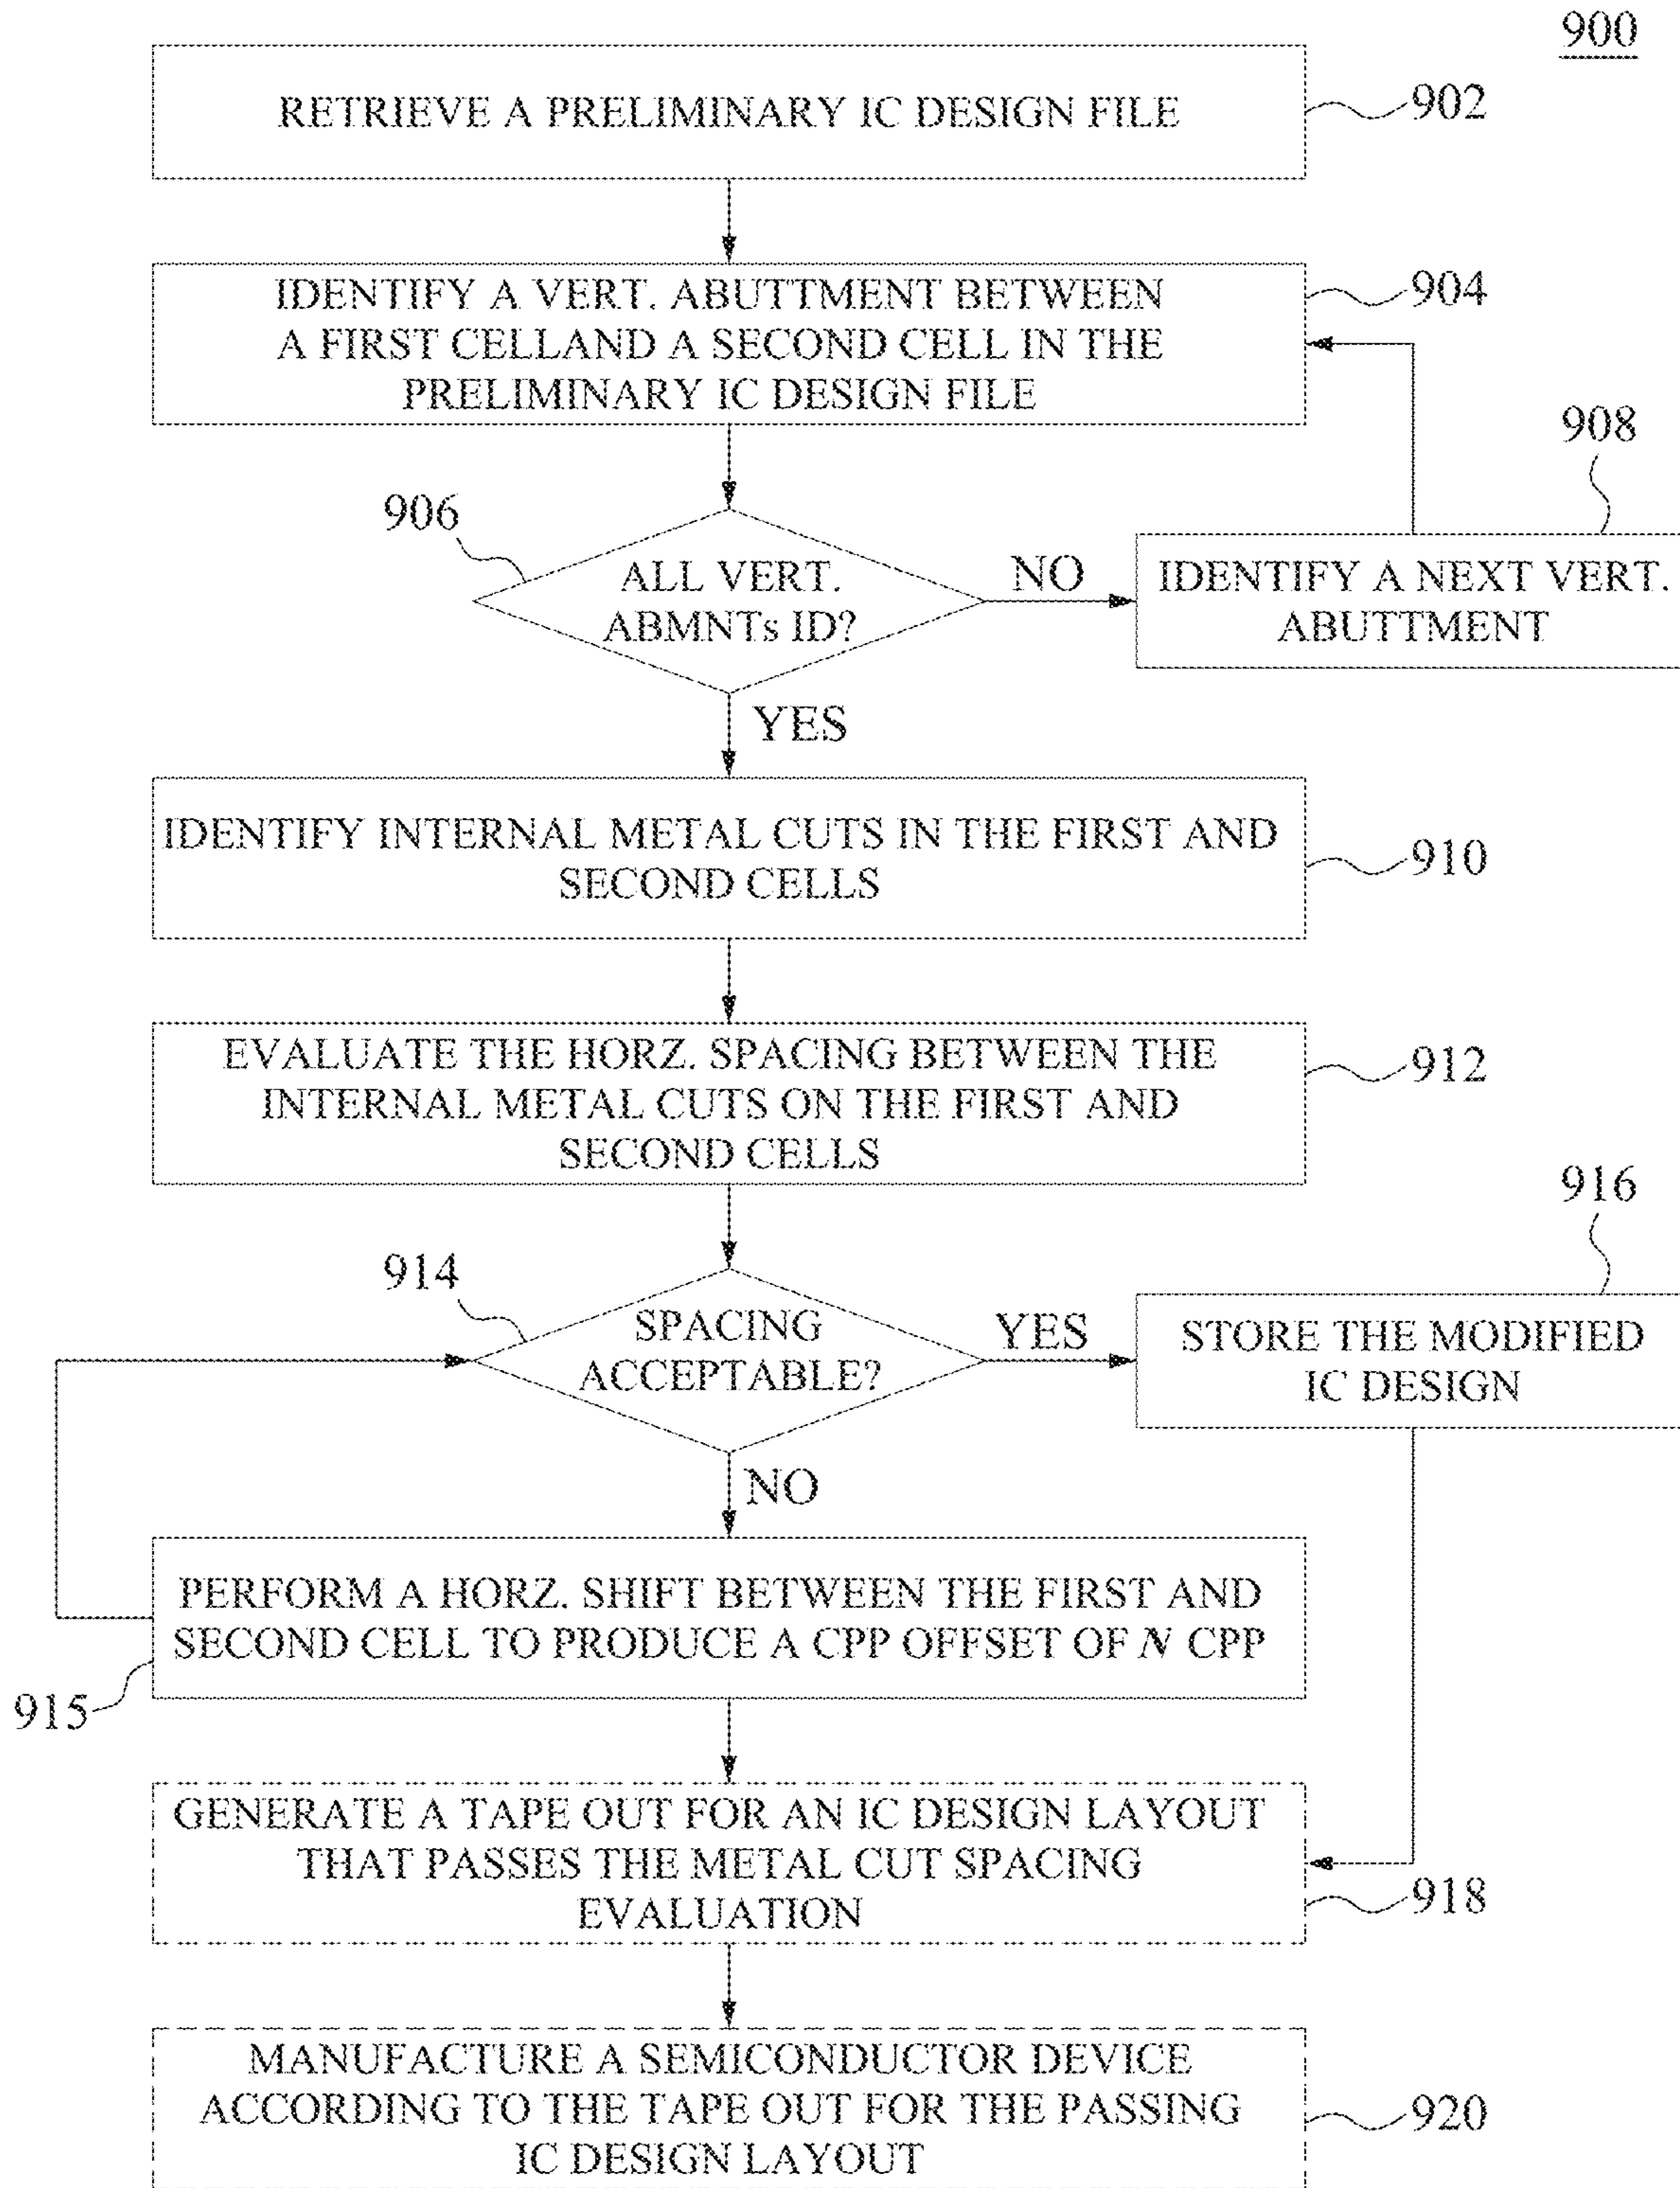 900
RETRIEVE A PRELIMINARY IC DESIGN FILE
902
IDENTIFY A VERT. ABUTTMENT BETWEEN
A FIRST CELLAND A SECOND CELL IN THE
PRELIMINARY IC DESIGN FILE
904
906
ALL VERT.
ABMNTs ID?
NO
908
IDENTIFY A NEXT VERT.
ABUTTMENT
YES
IDENTIFY INTERNAL METAL CUTS IN THE FIRST AND
SECOND CELLS
910
EVALUATE THE HORZ. SPACING BETWEEN THE
INTERNAL METAL CUTS ON THE FIRST AND
SECOND CELLS
912
914
SPACING
ACCEPTABLE?
YES
916
STORE THE MODIFIED
IC DESIGN
NO
PERFORM A HORZ. SHIFT BETWEEN THE FIRST AND
SECOND CELL TO PRODUCE A CPP OFFSET OF N CPP
915
GENERATE A TAPE OUT FOR AN IC DESIGN LAYOUT
THAT PASSES THE METAL CUT SPACING
EVALUATION
918
MANUFACTURE A SEMICONDUCTOR DEVICE
ACCORDING TO THE TAPE OUT FOR THE PASSING
IC DESIGN LAYOUT
920